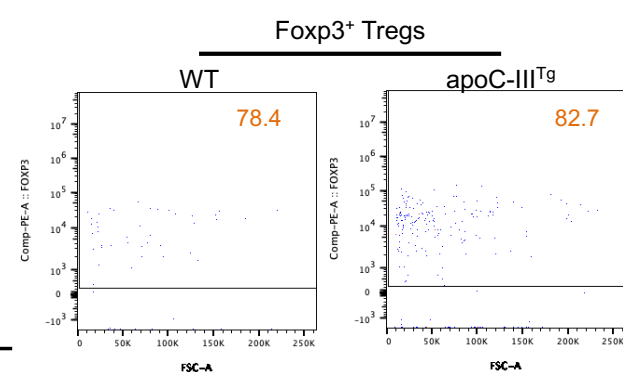 Foxp3⁺ Tregs
WT
apoC-IIIᵀᵍ
78.4
82.7
Comp-PE-A :: FOXP3
10⁷
10⁶
10⁵
10⁴
10³
0
-10³
0 50K 100K 150K 200K 250K
FSC-A
Comp-PE-A :: FOXP3
10⁷
10⁶
10⁵
10⁴
10³
0
-10³
0 50K 100K 150K 200K 250K
FSC-A